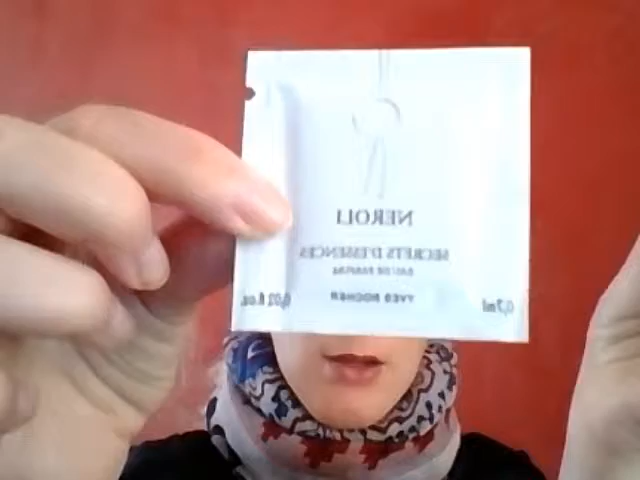 NEROLI
SECRETS D'ESSENCES
EAU DE PARFUM
YVES ROCHER
0,7ml 0,02 fl.oz.